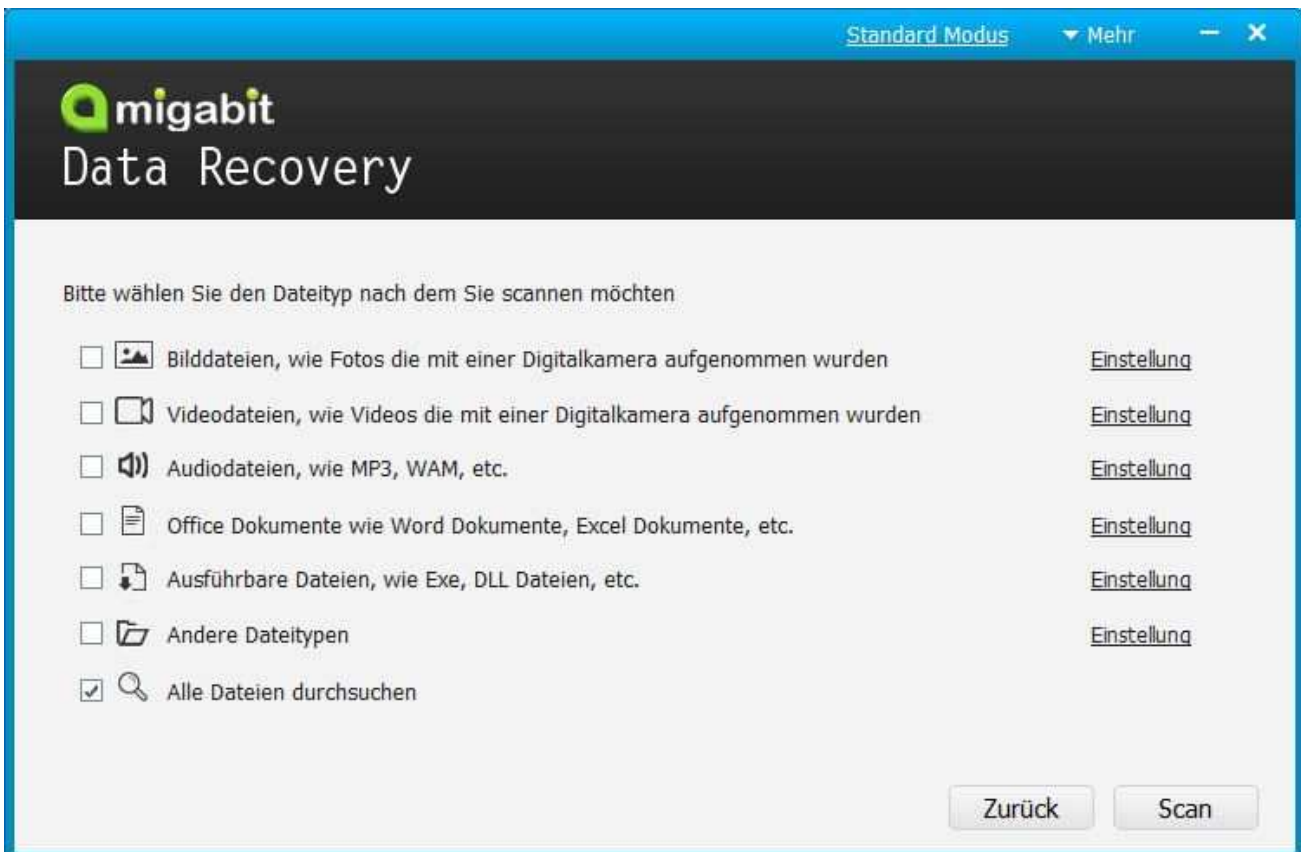 Standard Modus Mehr
amigabit
Data Recovery
Bitte wählen Sie den Dateityp nach dem Sie scannen möchten
Bilddateien, wie Fotos die mit einer Digitalkamera aufgenommen wurden Einstellung
Videodateien, wie Videos die mit einer Digitalkamera aufgenommen wurden Einstellung
Audiodateien, wie MP3, WAM, etc. Einstellung
Office Dokumente wie Word Dokumente, Excel Dokumente, etc. Einstellung
Ausführbare Dateien, wie Exe, DLL Dateien, etc. Einstellung
Andere Dateitypen Einstellung
Alle Dateien durchsuchen
Zurück Scan